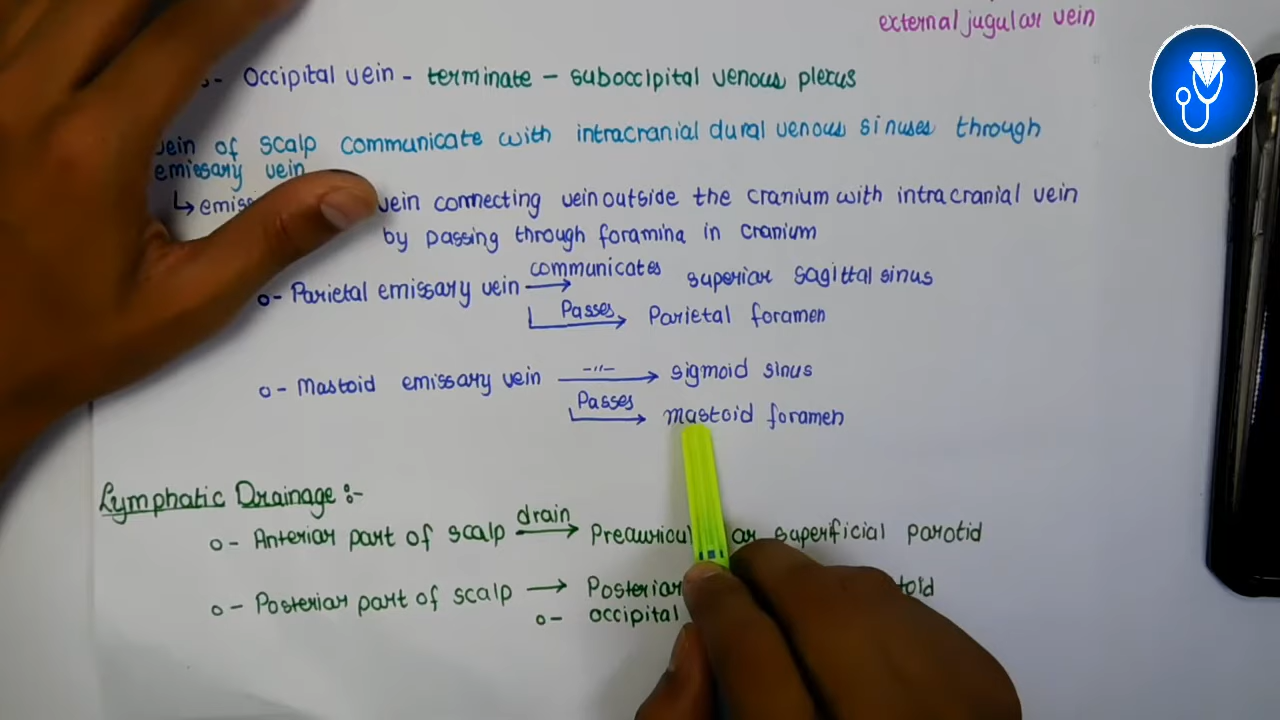 external jugular vein
- Occipital vein - terminate - suboccipital venous plexus
vein of scalp communicate with intracranial dural venous sinuses through
emissary vein
↳ vein connecting vein outside the cranium with intracranial vein
by passing through foramina in cranium
o- Parietal emissary vein communicates → superior sagittal sinus
Passes → Parietal foramen
o- Mastoid emissary vein -"- → sigmoid sinus
Passes → mastoid foramen
Lymphatic Drainage :-
o- Anterior part of scalp drain → superficial parotid
o- Posterior part of scalp → Posterior
o- occipital